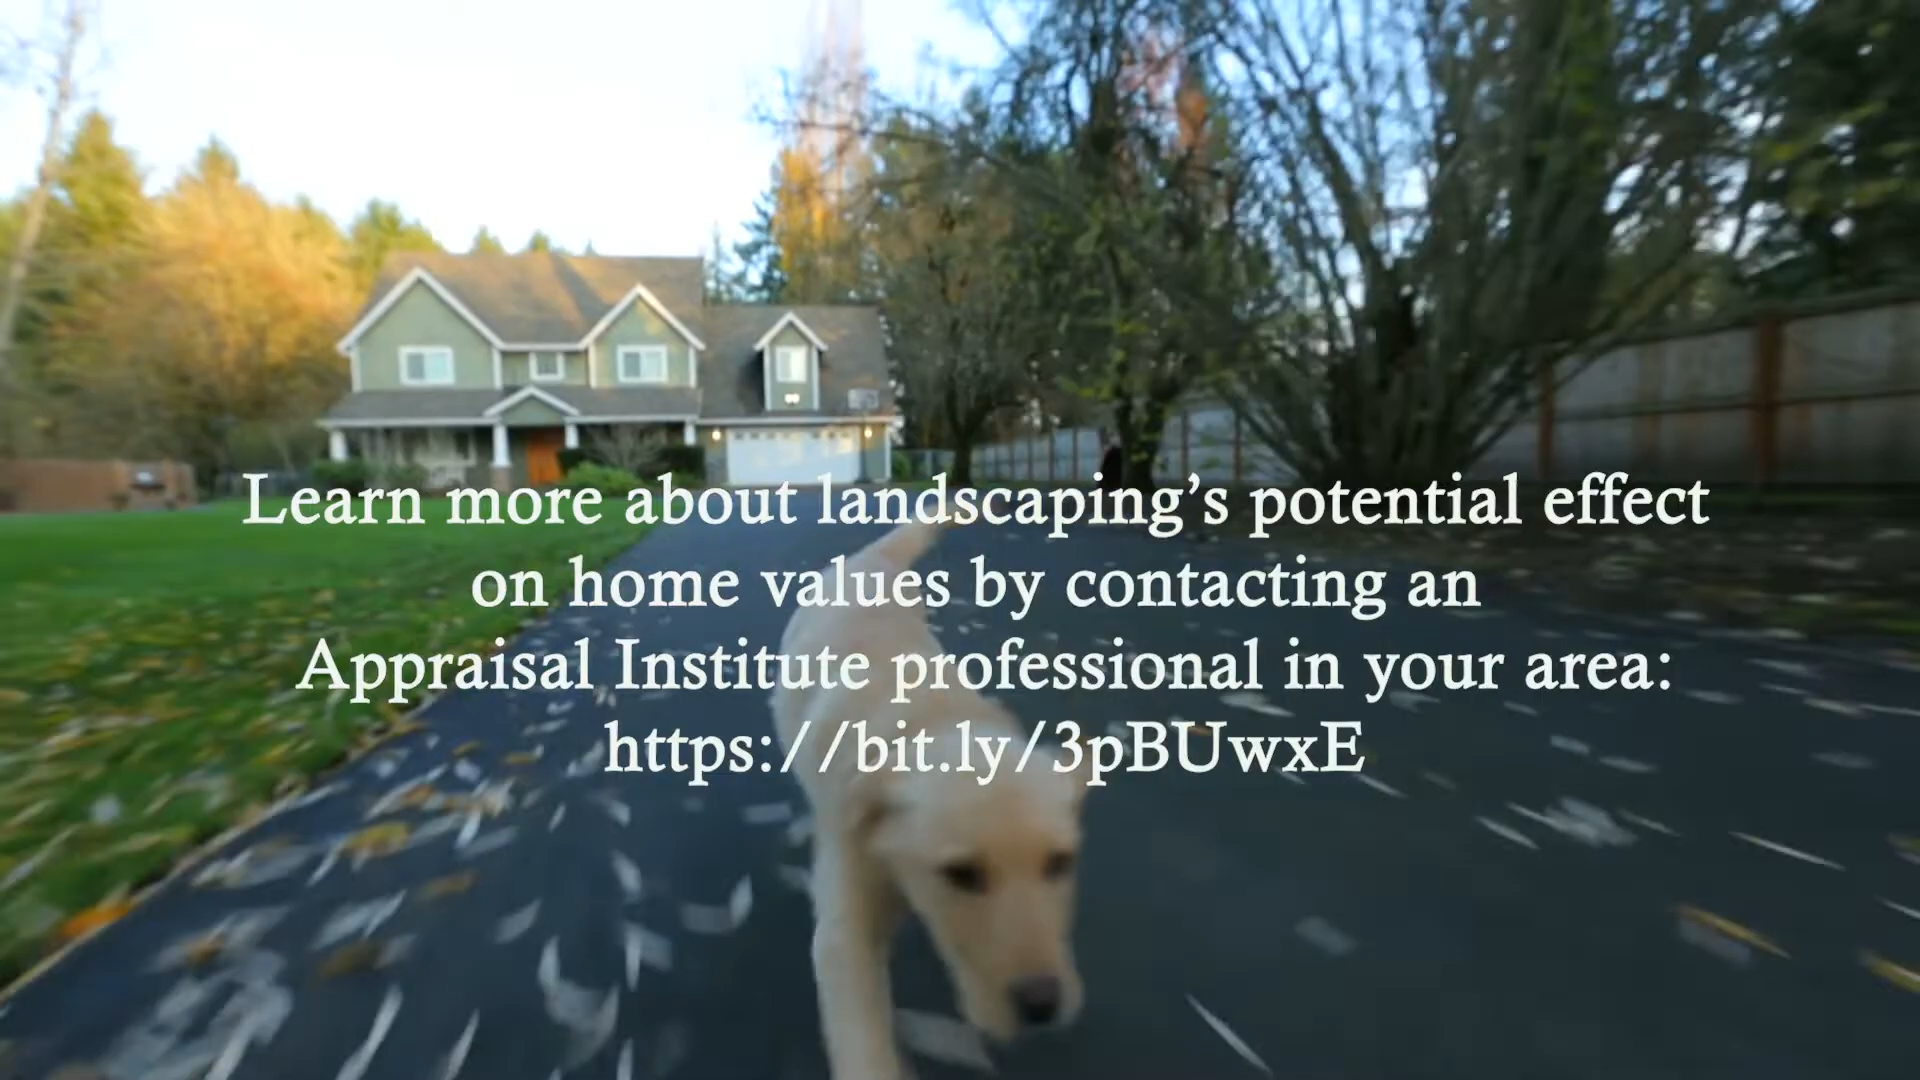 Learn more about landscaping’s potential effect
on home values by contacting an
Appraisal Institute professional in your area:
https://bit.ly/3pBUwxE